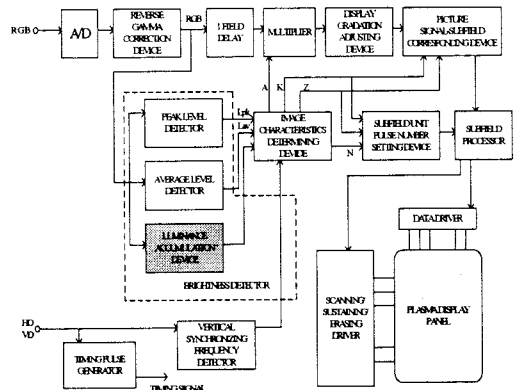 RGB
A/D
REVERSE
GAMMA
CORRECTION
DEVICE
RGB
1 FIELD
DELAY
MULTIPLIER
DISPLAY
GRADATION
ADJUSTING
DEVICE
PICTURE
SIGNAL-SUBFIELD
CORRESPONDING DEVICE
A
K
Z
PEAK LEVEL
DETECTOR
Lpk
Lav
IMAGE
CHARACTERISTICS
DETERMINING
DEVIDE
N
SUBFIELD UNIT
PULSE NUMBER
SETTING DEVICE
SUBFIELD
PROCESSOR
AVERAGE LEVEL
DETECTOR
LUMINANCE
ACCUMULATION
DEVICE
BRIGHTNESS DETECTOR
DATA DRIVER
SCANNING/
SUSTAINING/
ERASING
DRIVER
PLASMA DISPLAY
PANEL
HD
VD
VERTICAL
SYNCHRONIZING
FREQUENCY
DETECTOR
TIMING PULSE
GENERATOR
TIMING SIGNAL